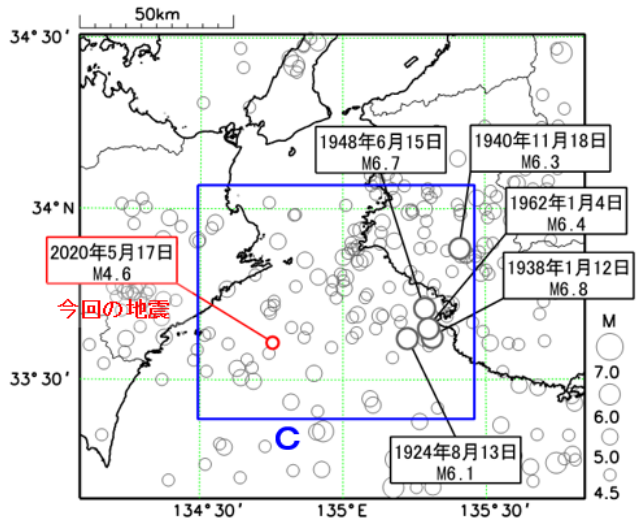 50km
34°30'
1948年6月15日
M6.7
1940年11月18日
M6.3
34°N
1962年1月4日
M6.4
2020年5月17日
M4.6
今回の地震
1938年1月12日
M6.8
M
7.0
6.0
5.0
4.5
33°30'
C
1924年8月13日
M6.1
134°30'
135°E
135°30'